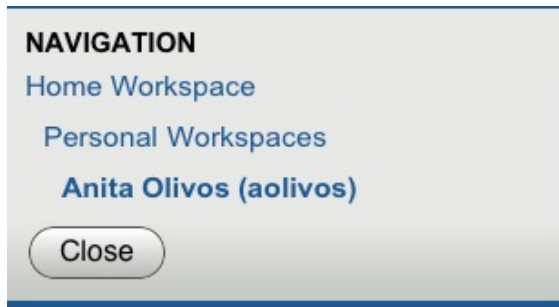 NAVIGATION
Home Workspace
Personal Workspaces
Anita Olivos (aolivos)
Close